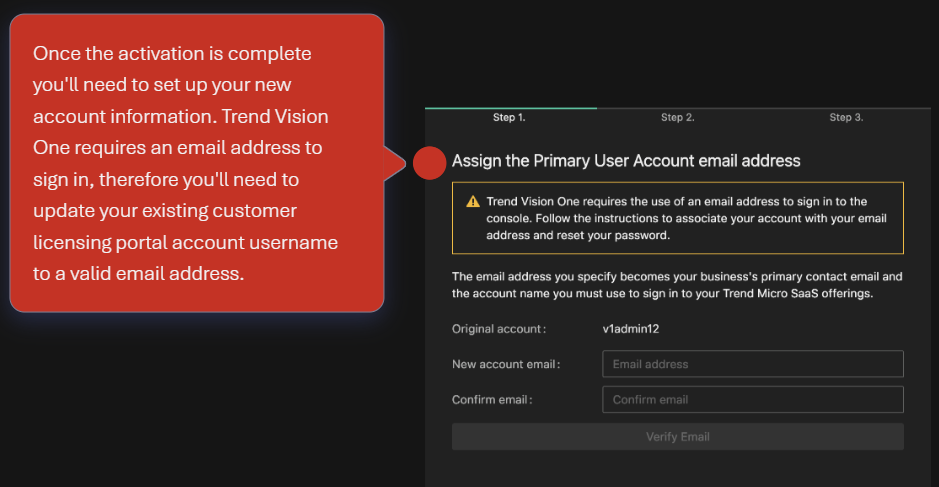 Once the activation is complete
you'll need to set up your new
account information. Trend Vision
One requires an email address to
sign in, therefore you'll need to
update your existing customer
licensing portal account username
to a valid email address.
Step 1.
Step 2.
Step 3.
Assign the Primary User Account email address
Trend Vision One requires the use of an email address to sign in to the
console. Follow the instructions to associate your account with your email
address and reset your password.
The email address you specify becomes your business's primary contact email and
the account name you must use to sign in to your Trend Micro SaaS offerings.
Original account: v1admin12
New account email: Email address
Confirm email: Confirm email
Verify Email